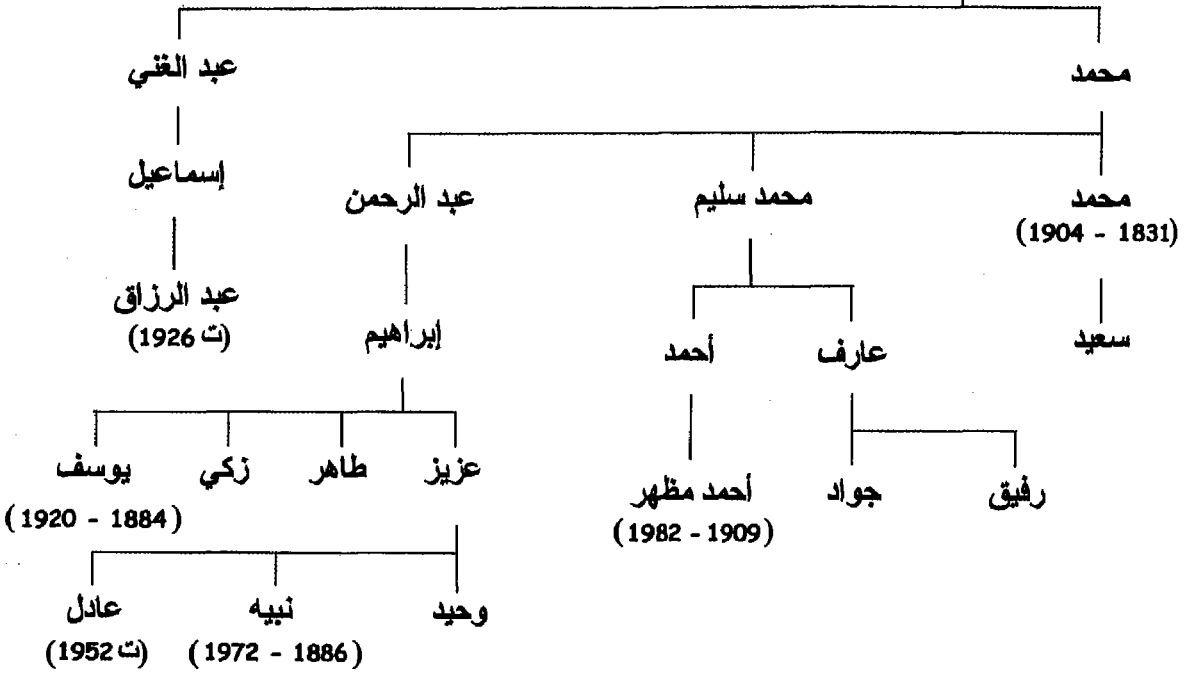 محمد
عبد الغني
محمد
(1831 - 1904)
محمد سليم
عبد الرحمن
إسماعيل
سعيد
عارف
أحمد
إبراهيم
عبد الرزاق
(ت 1926)
رفيق
جواد
أحمد مظهر
(1909 - 1982)
عزيز
طاهر
زكي
يوسف
(1884 - 1920)
وحيد
نبيه
(1886 - 1972)
عادل
(ت 1952)